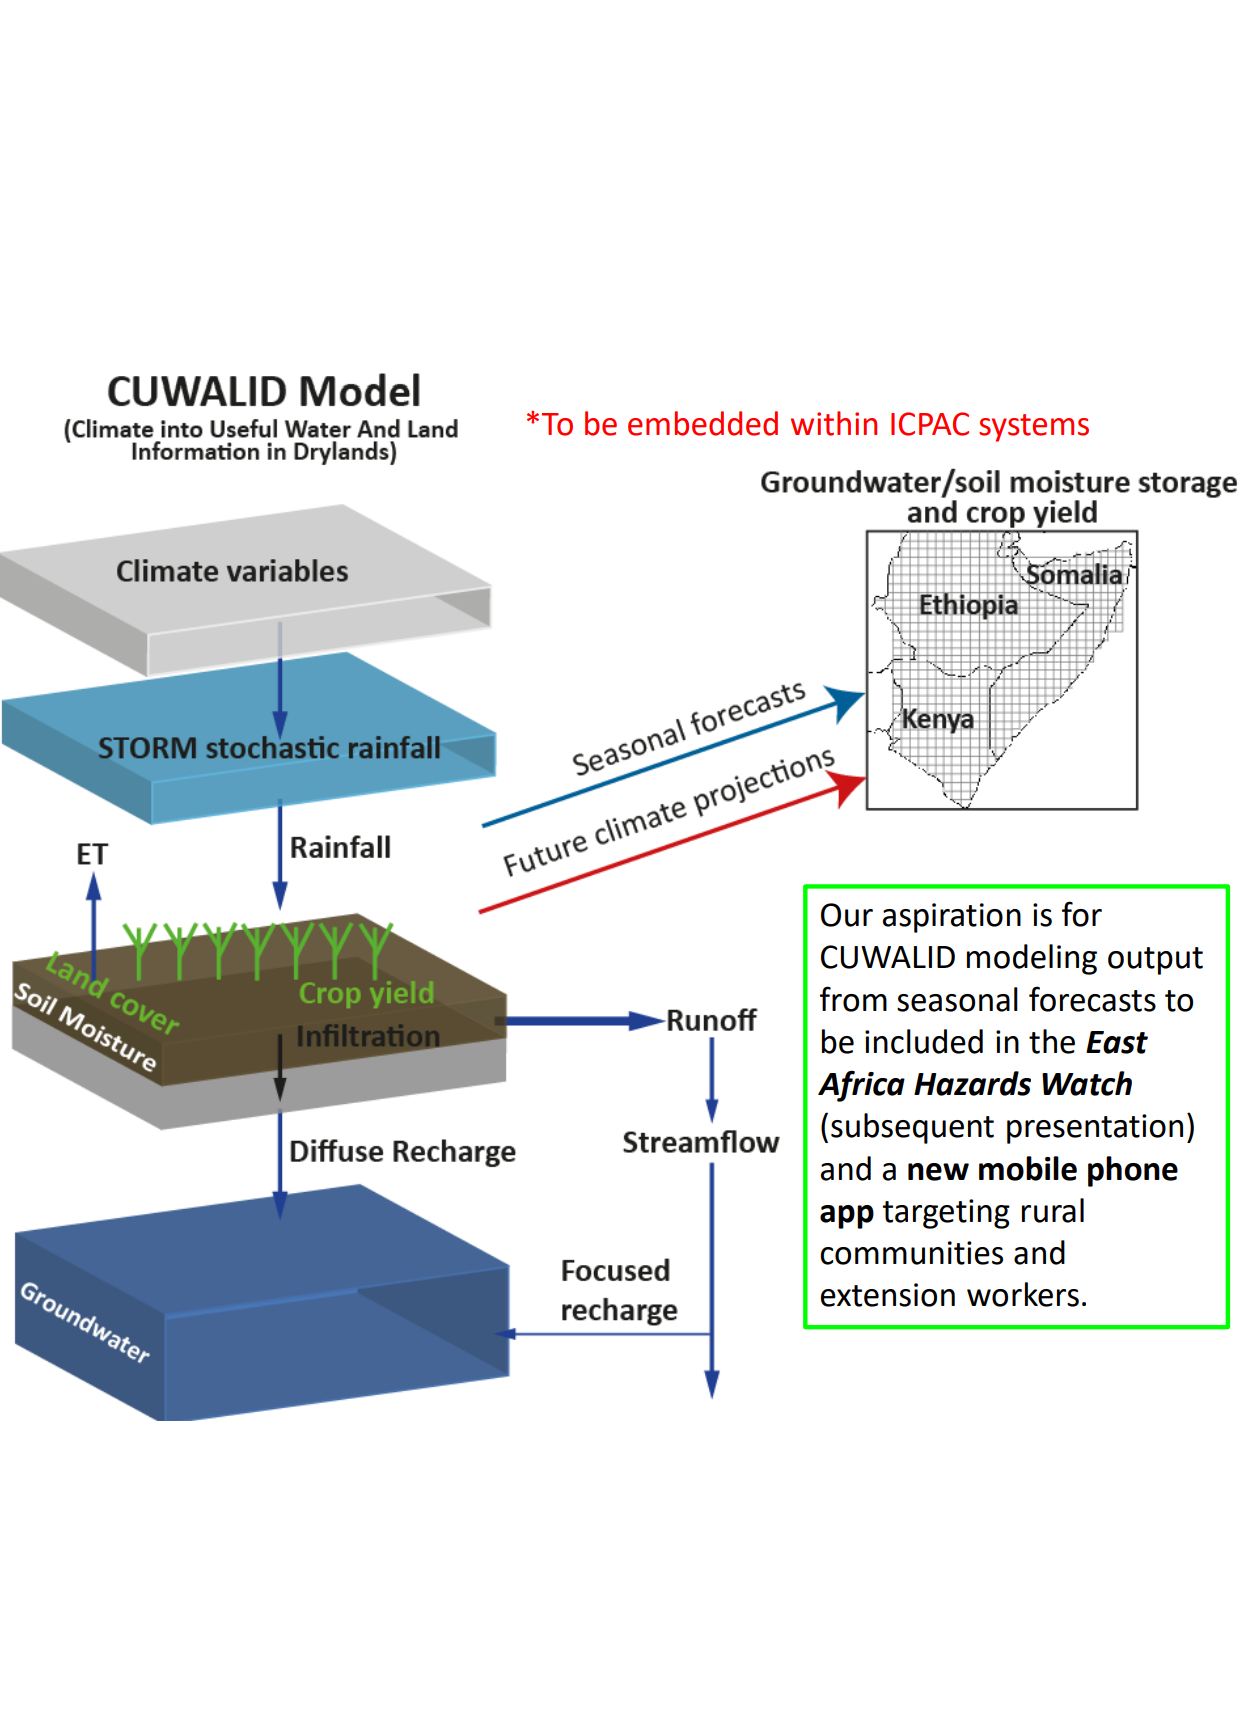 CUWALID Model
(Climate into Useful Water And Land
Information in Drylands)
*To be embedded within ICPAC systems
Groundwater/soil moisture storage
and crop yield
Somalia
Ethiopia
Kenya
Climate variables
STORM stochastic rainfall
Seasonal forecasts
Future climate projections
Rainfall
ET
Land cover
Soil Moisture
Crop yield
Infiltration
Runoff
Diffuse Recharge
Streamflow
Groundwater
Focused
recharge
Our aspiration is for
CUWALID modeling output
from seasonal forecasts to
be included in the East
Africa Hazards Watch
(subsequent presentation)
and a new mobile phone
app targeting rural
communities and
extension workers.